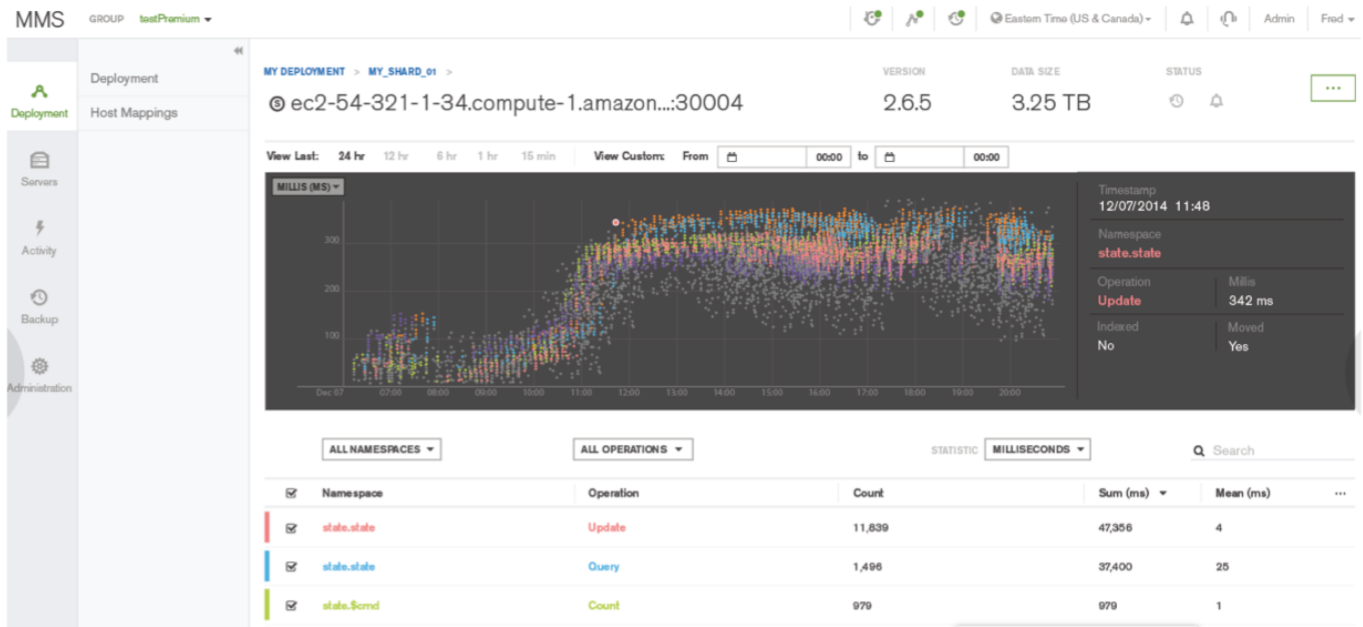 MMS GROUP testPremium Eastern Time (US & Canada) Admin Fred
Deployment
Servers
Activity
Backup
Administration
Deployment
Host Mappings
MY DEPLOYMENT > MY_SHARD_01 >
ec2-54-321-1-34.compute-1.amazon...:30004
VERSION
2.6.5
DATA SIZE
3.25 TB
STATUS
...
View Last: 24 hr 12 hr 6 hr 1 hr 15 min View Custom: From 00:00 to 00:00
MILLIS (MS)
300
200
100
Dec 07 07:00 08:00 09:00 10:00 11:00 12:00 13:00 14:00 15:00 16:00 17:00 18:00 19:00 20:00
Timestamp
12/07/2014 11:48
Namespace
state.state
Operation Millis
Update 342 ms
Indexed Moved
No Yes
ALL NAMESPACES ALL OPERATIONS STATISTIC MILLISECONDS Search
Namespace Operation Count Sum (ms) Mean (ms) ...
state.state Update 11,839 47,356 4
state.state Query 1,496 37,400 25
state.$cmd Count 979 979 1